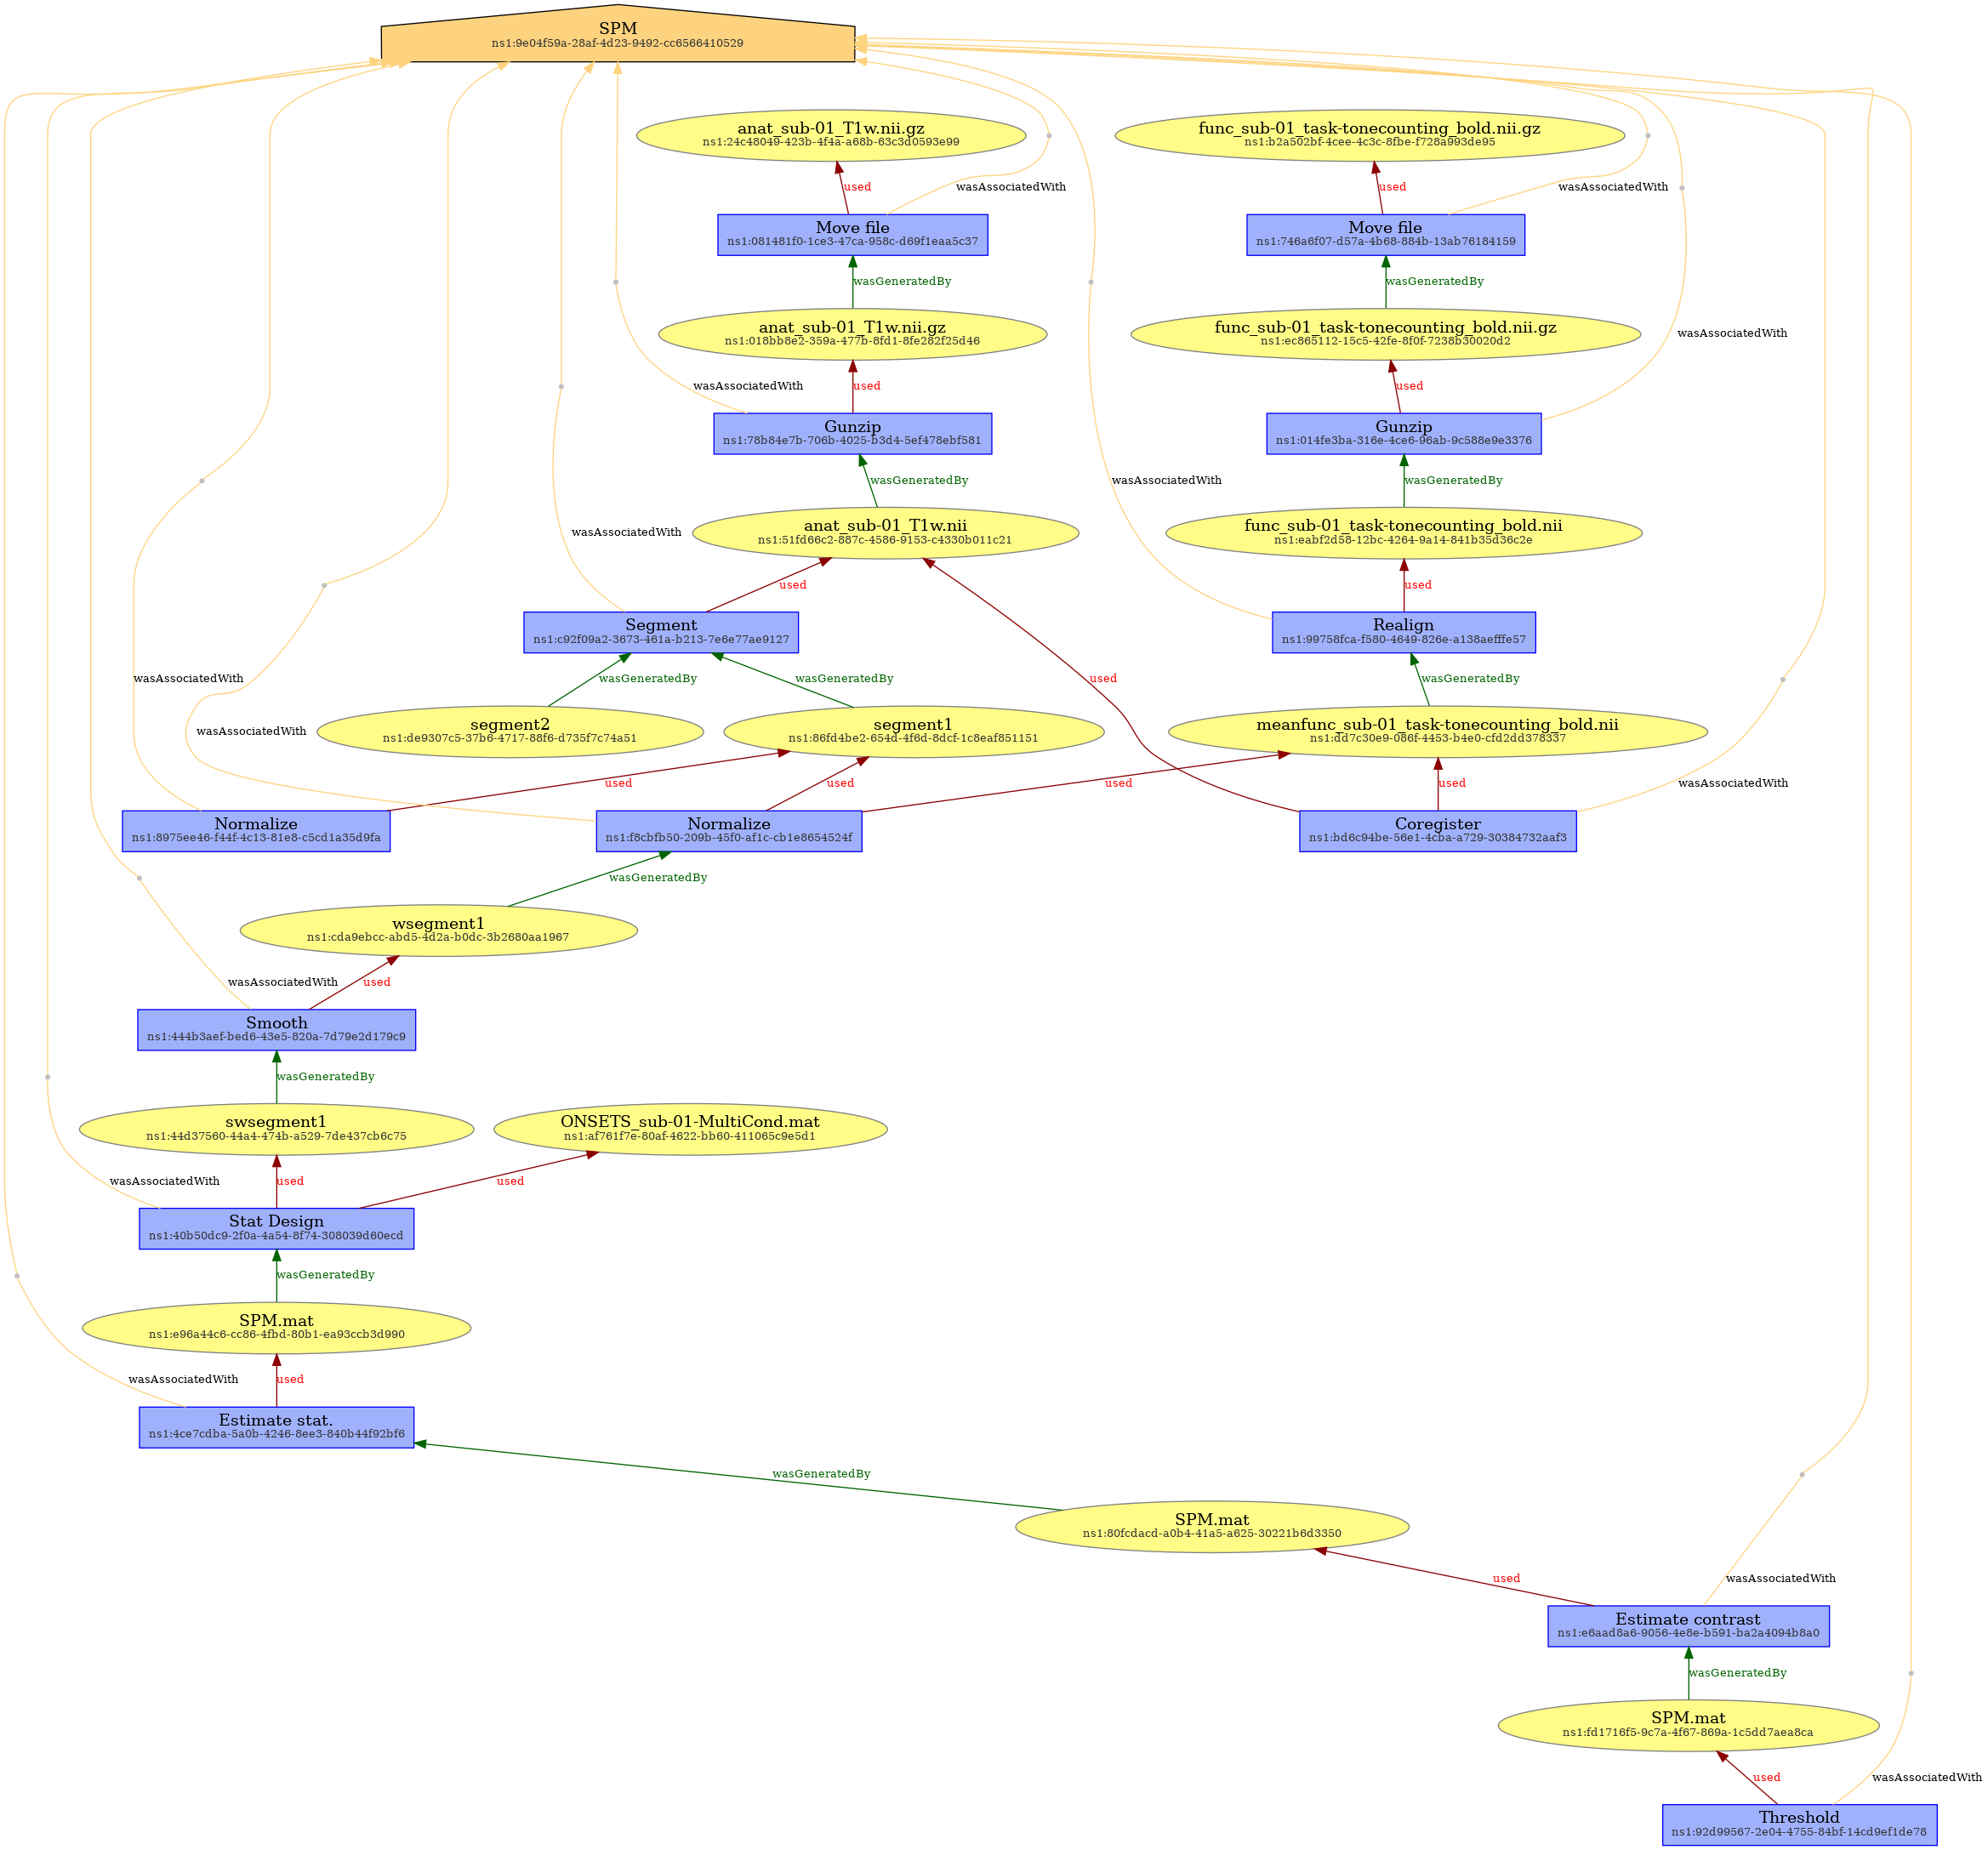 SPM
ns1:9e04f59a-28af-4d23-9492-cc6566410529
anat_sub-01_T1w.nii.gz
ns1:24c48049-423b-4f4a-a68b-63c3d0593e99
func_sub-01_task-tonecounting_bold.nii.gz
ns1:b2a502bf-4cee-4c3c-8fbe-f728a993de95
used
wasAssociatedWith
used
wasAssociatedWith
Move file
ns1:081481f0-1ce3-47ca-958c-d69f1eaa5c37
Move file
ns1:746a6f07-d57a-4b68-884b-13ab76184159
wasGeneratedBy
wasGeneratedBy
anat_sub-01_T1w.nii.gz
ns1:018bb8e2-359a-477b-8fd1-8fe282f25d46
func_sub-01_task-tonecounting_bold.nii.gz
ns1:ec865112-15c5-42fe-8f0f-7238b30020d2
wasAssociatedWith
wasAssociatedWith
used
used
Gunzip
ns1:78b84e7b-706b-4025-b3d4-5ef478ebf581
Gunzip
ns1:014fe3ba-316e-4ce6-96ab-9c588e9e3376
wasGeneratedBy
wasAssociatedWith
wasGeneratedBy
anat_sub-01_T1w.nii
ns1:51fd66c2-887c-4586-9153-c4330b011c21
func_sub-01_task-tonecounting_bold.nii
ns1:eabf2d58-12bc-4264-9a14-841b35d36c2e
wasAssociatedWith
used
used
Segment
ns1:c92f09a2-3673-461a-b213-7e6e77ae9127
Realign
ns1:99758fca-f580-4649-826e-a138aefffe57
wasAssociatedWith
wasGeneratedBy
wasGeneratedBy
used
wasGeneratedBy
segment2
ns1:de9307c5-37b6-4717-88f6-d735f7c74a51
segment1
ns1:86fd4be2-654d-4f6d-8dcf-1c8eaf851151
meanfunc_sub-01_task-tonecounting_bold.nii
ns1:dd7c30e9-086f-4453-b4e0-cfd2dd378337
wasAssociatedWith
used
used
used
used
wasAssociatedWith
Normalize
ns1:8975ee46-f44f-4c13-81e8-c5cd1a35d9fa
Normalize
ns1:f8cbfb50-209b-45f0-af1c-cb1e8654524f
Coregister
ns1:bd6c94be-56e1-4cba-a729-30384732aaf3
wasGeneratedBy
wsegment1
ns1:cda9ebcc-abd5-4d2a-b0dc-3b2680aa1967
wasAssociatedWith
used
Smooth
ns1:444b3aef-bed6-43e5-820a-7d79e2d179c9
wasGeneratedBy
swsegment1
ns1:44d37560-44a4-474b-a529-7de437cb6c75
ONSETS_sub-01-MultiCond.mat
ns1:af761f7e-80af-4622-bb60-411065c9e5d1
wasAssociatedWith
used
used
Stat Design
ns1:40b50dc9-2f0a-4a54-8f74-308039d60ecd
wasGeneratedBy
SPM.mat
ns1:e96a44c6-cc86-4fbd-80b1-ea93ccb3d990
wasAssociatedWith
used
Estimate stat.
ns1:4ce7cdba-5a0b-4246-8ee3-840b44f92bf6
wasGeneratedBy
SPM.mat
ns1:80fcdacd-a0b4-41a5-a625-30221b6d3350
used
wasAssociatedWith
Estimate contrast
ns1:e6aad8a6-9056-4e8e-b591-ba2a4094b8a0
wasGeneratedBy
SPM.mat
ns1:fd1716f5-9c7a-4f67-869a-1c5dd7aea8ca
used
wasAssociatedWith
Threshold
ns1:92d99567-2e04-4755-84bf-14cd9ef1de78